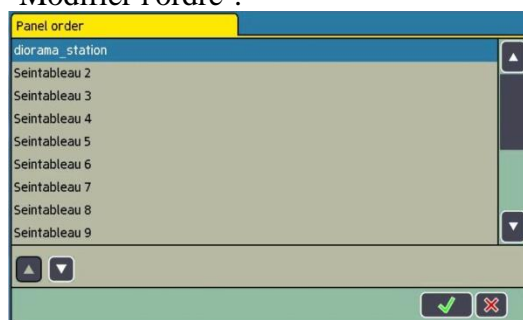 "Modifier l'ordre".
Panel order
diorama_station
Seintableau 2
Seintableau 3
Seintableau 4
Seintableau 5
Seintableau 6
Seintableau 7
Seintableau 8
Seintableau 9